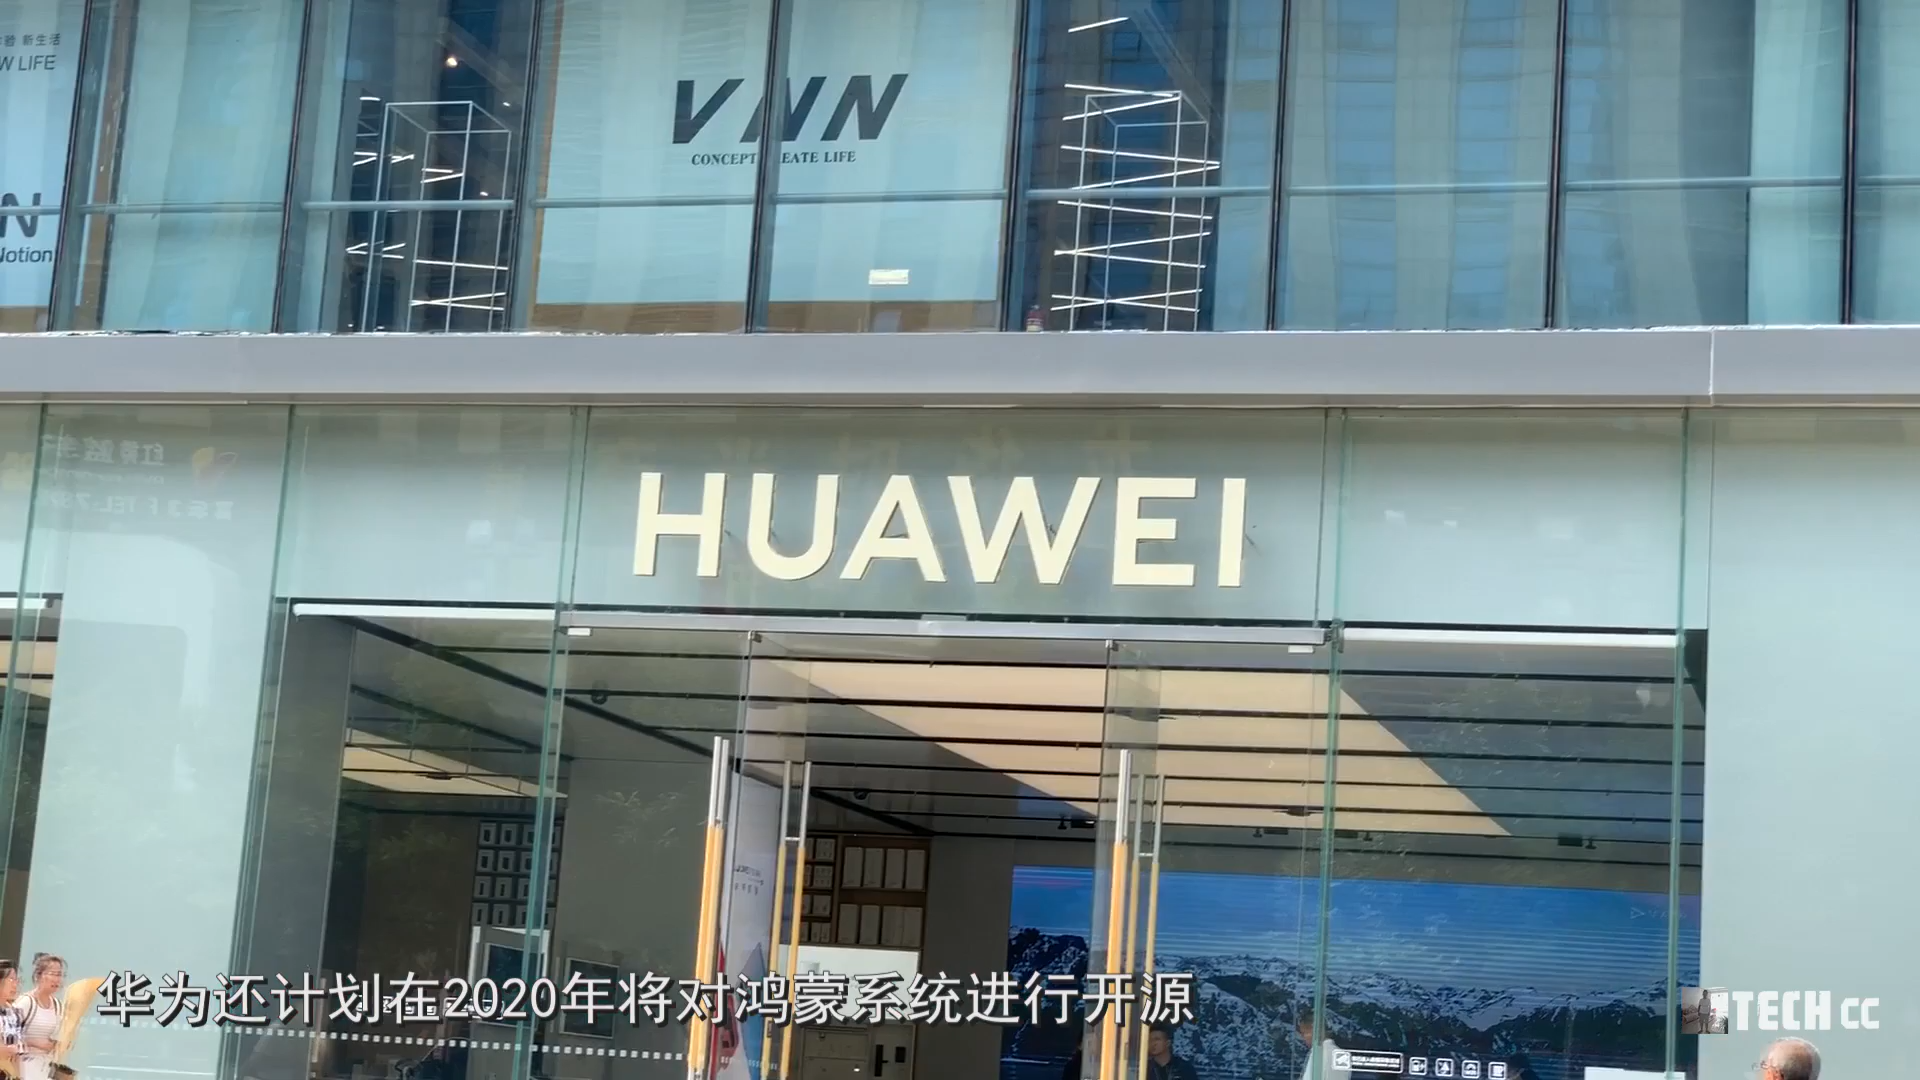 新生活
W LIFE
VNN
CONCEPT EATE LIFE
N
Notion
HUAWEI
华为还计划在2020年将对鸿蒙系统进行开源
TECH cc